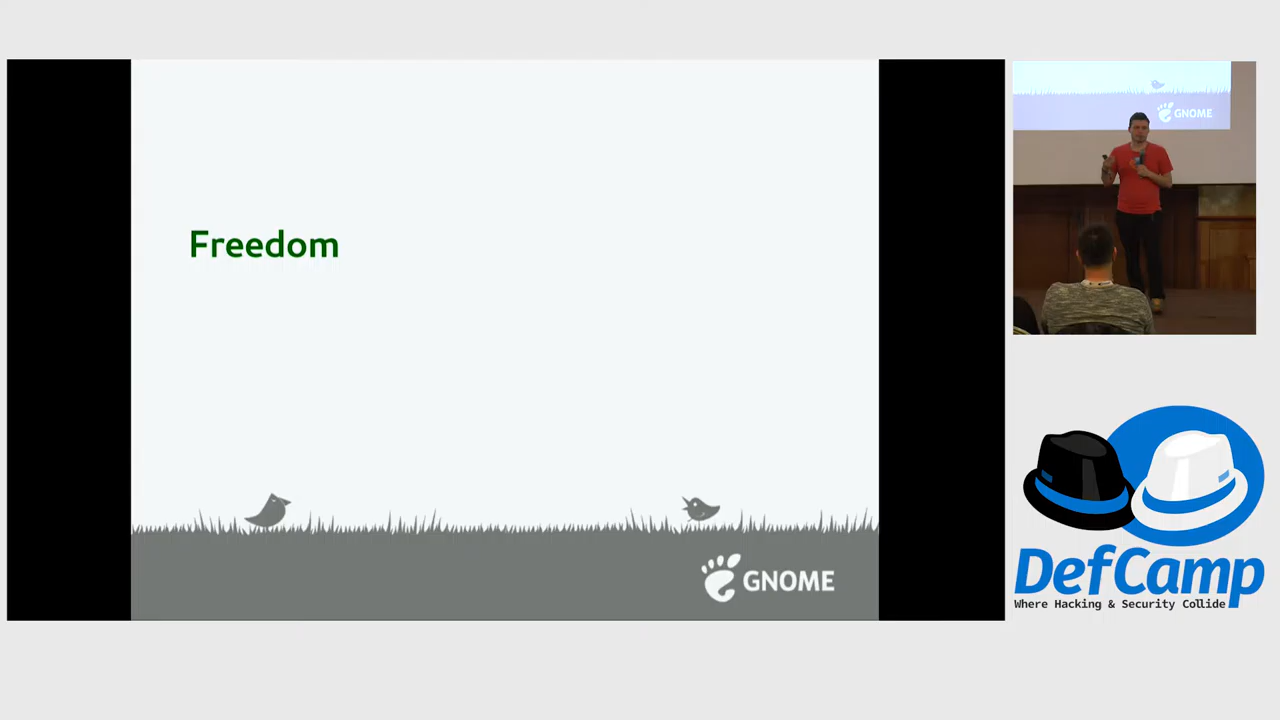 Freedom
GNOME
GNOME
DefCamp
Where Hacking & Security Collide